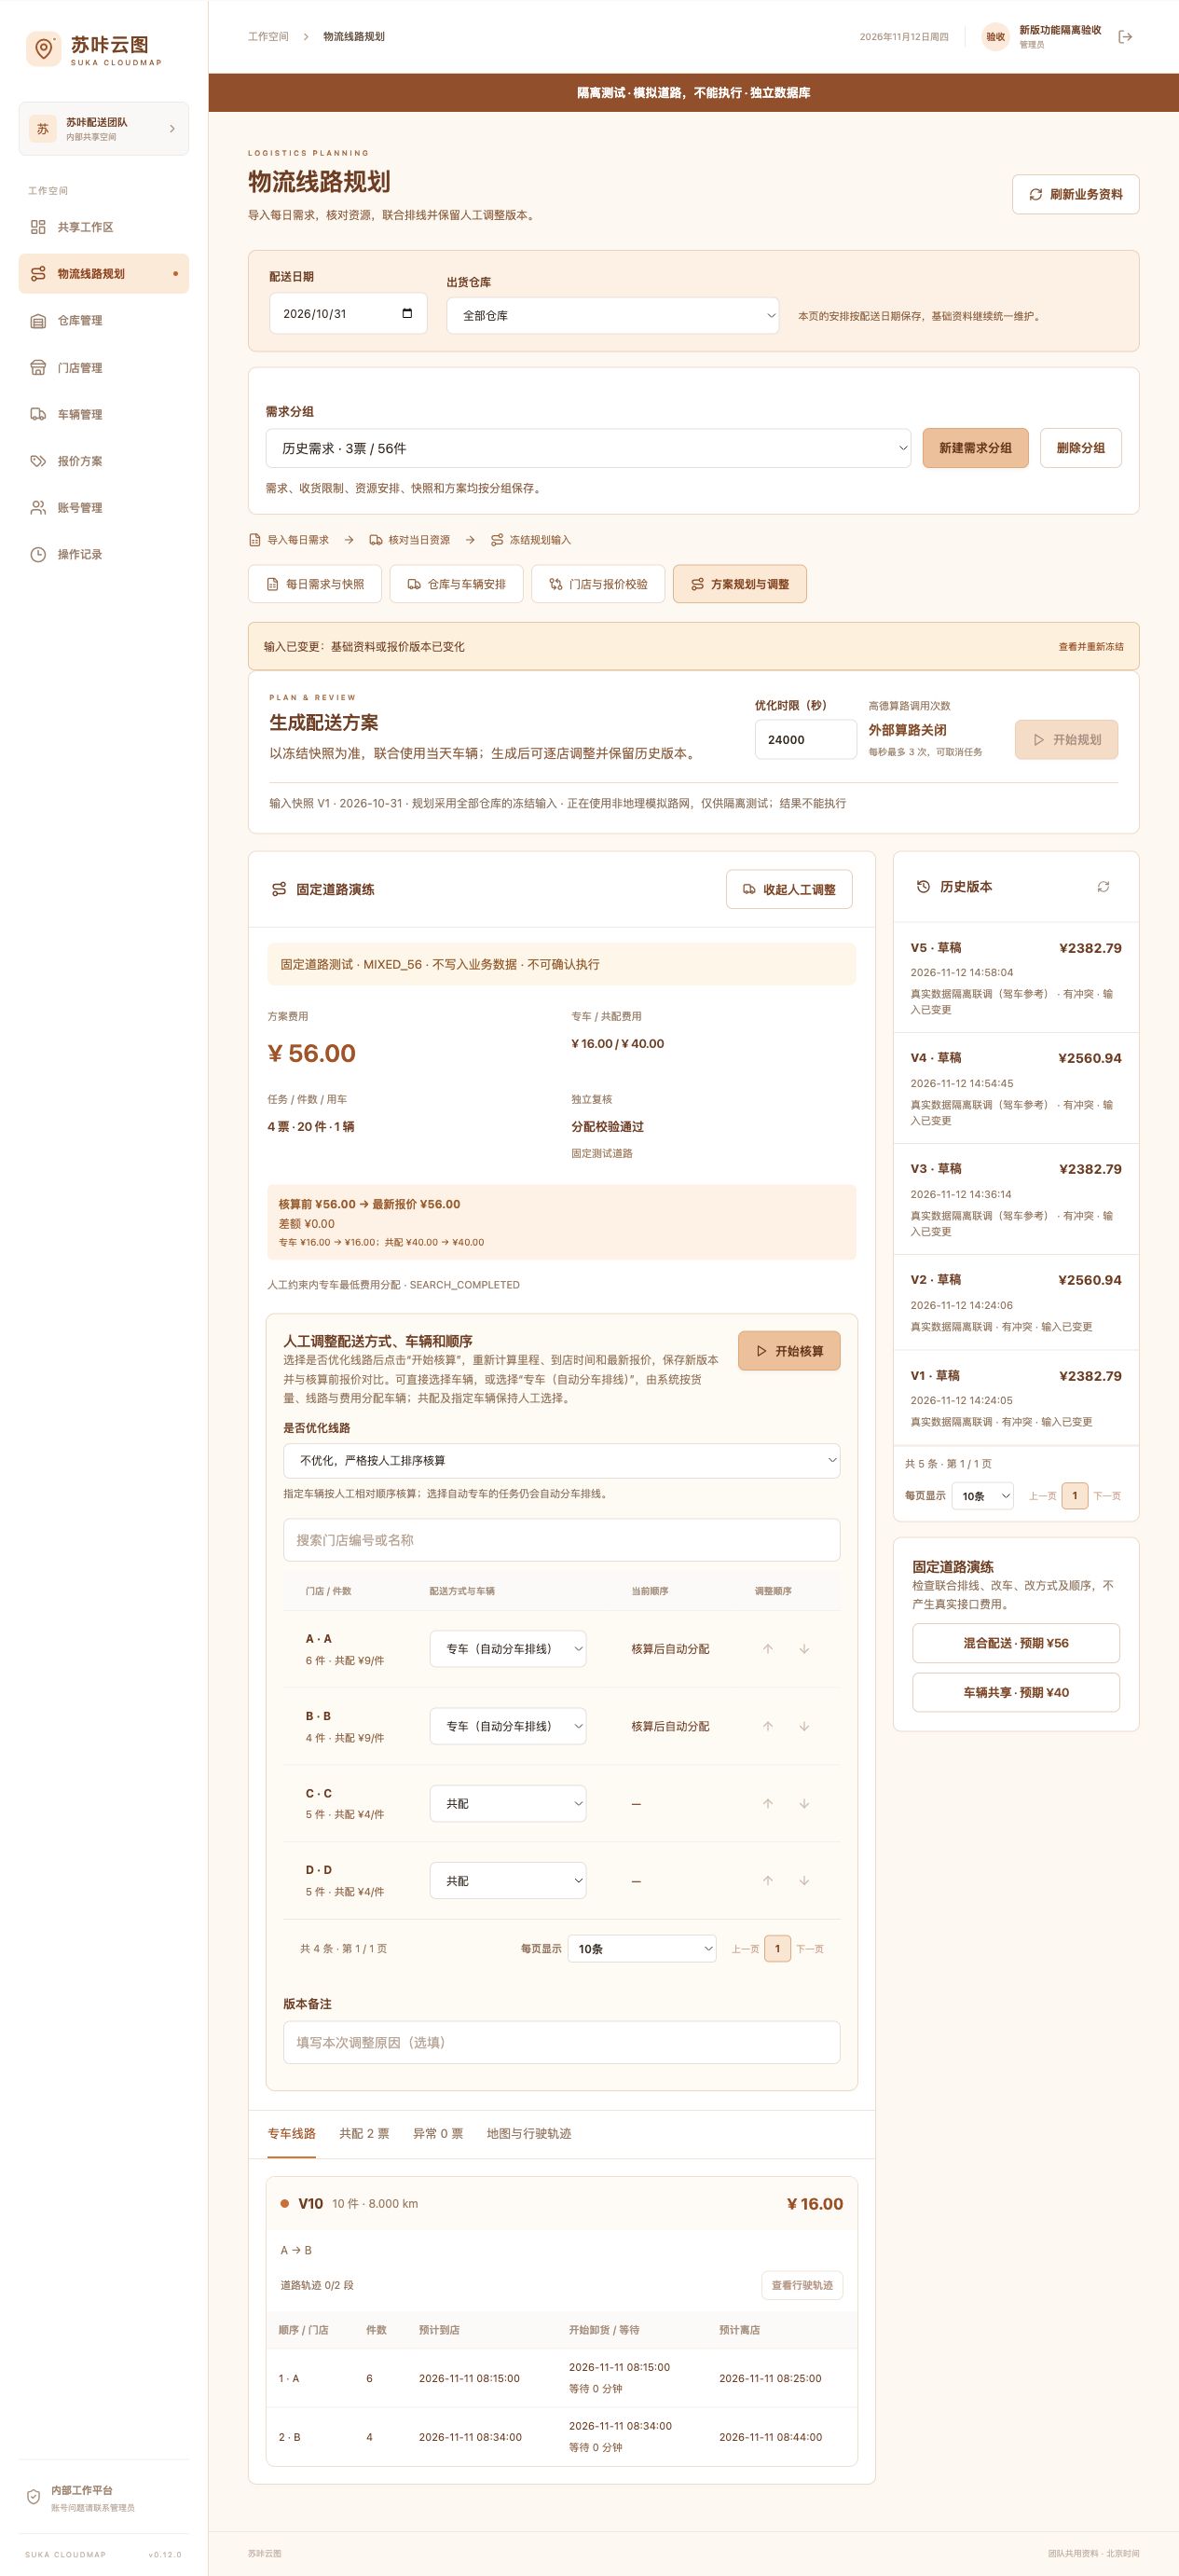 苏咔云图
SUKA CLOUDMAP
苏
苏咔配送团队
内部共享空间
工作空间
共享工作区
物流线路规划
仓库管理
门店管理
车辆管理
报价方案
账号管理
操作记录
内部工作平台
账号问题请联系管理员
SUKA CLOUDMAP v0.12.0
工作空间 物流线路规划
2026年11月12日周四
验收
新版功能隔离验收
管理员
隔离测试 · 模拟道路，不能执行 · 独立数据库
LOGISTICS PLANNING
物流线路规划
导入每日需求，核对资源，联合排线并保留人工调整版本。
刷新业务资料
配送日期
2026/10/31
出货仓库
全部仓库
本页的安排按配送日期保存，基础资料继续统一维护。
需求分组
历史需求 · 3票 / 56件
新建需求分组
删除分组
需求、收货限制、资源安排、快照和方案均按分组保存。
导入每日需求 → 核对当日资源 → 冻结规划输入
每日需求与快照
仓库与车辆安排
门店与报价校验
方案规划与调整
输入已变更：基础资料或报价版本已变化
查看并重新冻结
PLAN & REVIEW
生成配送方案
以冻结快照为准，联合使用当天车辆；生成后可逐店调整并保留历史版本。
优化时限（秒）
24000
高德算路调用次数
外部算路关闭
每秒最多 3 次，可取消任务
开始规划
输入快照 V1 · 2026-10-31 · 规划采用全部仓库的冻结输入 · 正在使用非地理模拟路网，仅供隔离测试；结果不能执行
固定道路演练
收起人工调整
固定道路测试 · MIXED_56 · 不写入业务数据 · 不可确认执行
方案费用
¥ 56.00
专车 / 共配费用
¥ 16.00 / ¥ 40.00
任务 / 件数 / 用车
4 票 · 20 件 · 1 辆
独立复核
分配校验通过
固定测试道路
核算前 ¥56.00 → 最新报价 ¥56.00
差额 ¥0.00
专车 ¥16.00 → ¥16.00；共配 ¥40.00 → ¥40.00
人工约束内专车最低费用分配 · SEARCH_COMPLETED
人工调整配送方式、车辆和顺序
选择是否优化线路后点击“开始核算”，重新计算里程、到店时间和最新报价，保存新版本
并与核算前报价对比。可直接选择车辆，或选择“专车（自动分车排线）”，由系统按货
量、线路与费用分配车辆；共配及指定车辆保持人工选择。
开始核算
是否优化线路
不优化，严格按人工排序核算
指定车辆按人工相对顺序核算；选择自动专车的任务仍会自动分车排线。
搜索门店编号或名称
门店 / 件数 配送方式与车辆 当前顺序 调整顺序
A · A
6 件 · 共配 ¥9/件
专车（自动分车排线）
核算后自动分配
B · B
4 件 · 共配 ¥9/件
专车（自动分车排线）
核算后自动分配
C · C
5 件 · 共配 ¥4/件
共配
—
D · D
5 件 · 共配 ¥4/件
共配
—
共 4 条 · 第 1 / 1 页
每页显示 10条
上一页 1 下一页
版本备注
填写本次调整原因（选填）
专车线路 共配 2 票 异常 0 票 地图与行驶轨迹
V10 10 件 · 8.000 km
¥ 16.00
A → B
道路轨迹 0/2 段
查看行驶轨迹
顺序 / 门店 件数 预计到店 开始卸货 / 等待 预计离店
1 · A 6 2026-11-11 08:15:00 2026-11-11 08:15:00 2026-11-11 08:25:00
等待 0 分钟
2 · B 4 2026-11-11 08:34:00 2026-11-11 08:34:00 2026-11-11 08:44:00
等待 0 分钟
历史版本
V5 · 草稿 ¥2382.79
2026-11-12 14:58:04
真实数据隔离联调（驾车参考） · 有冲突 · 输
入已变更
V4 · 草稿 ¥2560.94
2026-11-12 14:54:45
真实数据隔离联调（驾车参考） · 有冲突 · 输
入已变更
V3 · 草稿 ¥2382.79
2026-11-12 14:36:14
真实数据隔离联调（驾车参考） · 有冲突 · 输
入已变更
V2 · 草稿 ¥2560.94
2026-11-12 14:24:06
真实数据隔离联调 · 有冲突 · 输入已变更
V1 · 草稿 ¥2382.79
2026-11-12 14:24:05
真实数据隔离联调 · 有冲突 · 输入已变更
共 5 条 · 第 1 / 1 页
每页显示 10条 上一页 1 下一页
固定道路演练
检查联合排线、改车、改方式及顺序，不
产生真实接口费用。
混合配送 · 预期 ¥56
车辆共享 · 预期 ¥40
苏咔云图
团队共用资料 · 北京时间